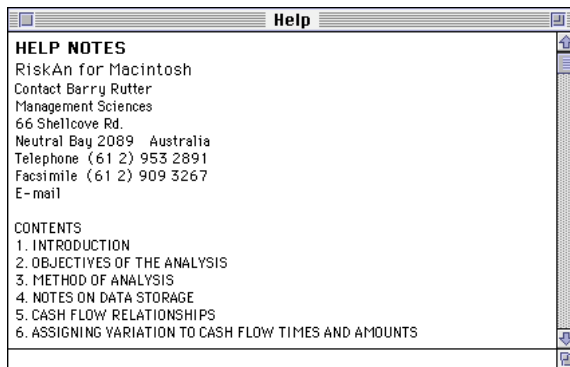 Help
HELP NOTES
RiskAn for Macintosh
Contact Barry Rutter
Management Sciences
66 Shellcove Rd.
Neutral Bay 2089   Australia
Telephone  (61 2) 953 2891
Facsimile  (61 2) 909 3267
E-mail
CONTENTS
1. INTRODUCTION
2. OBJECTIVES OF THE ANALYSIS
3. METHOD OF ANALYSIS
4. NOTES ON DATA STORAGE
5. CASH FLOW RELATIONSHIPS
6. ASSIGNING VARIATION TO CASH FLOW TIMES AND AMOUNTS